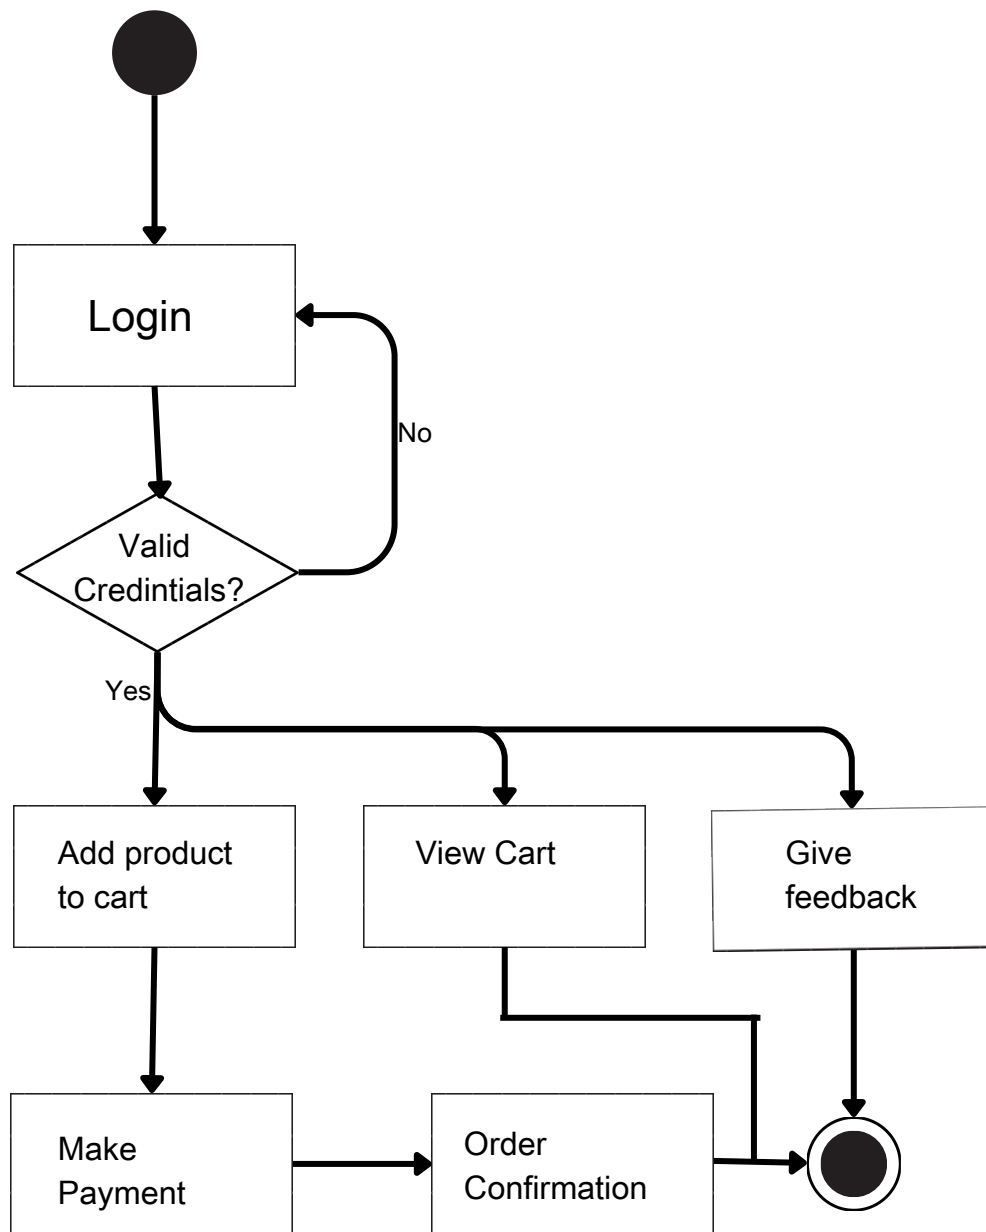 Login
No
Valid
Credintials?
Yes
Add product
to cart
View Cart
Give
feedback
Make
Payment
Order
Confirmation